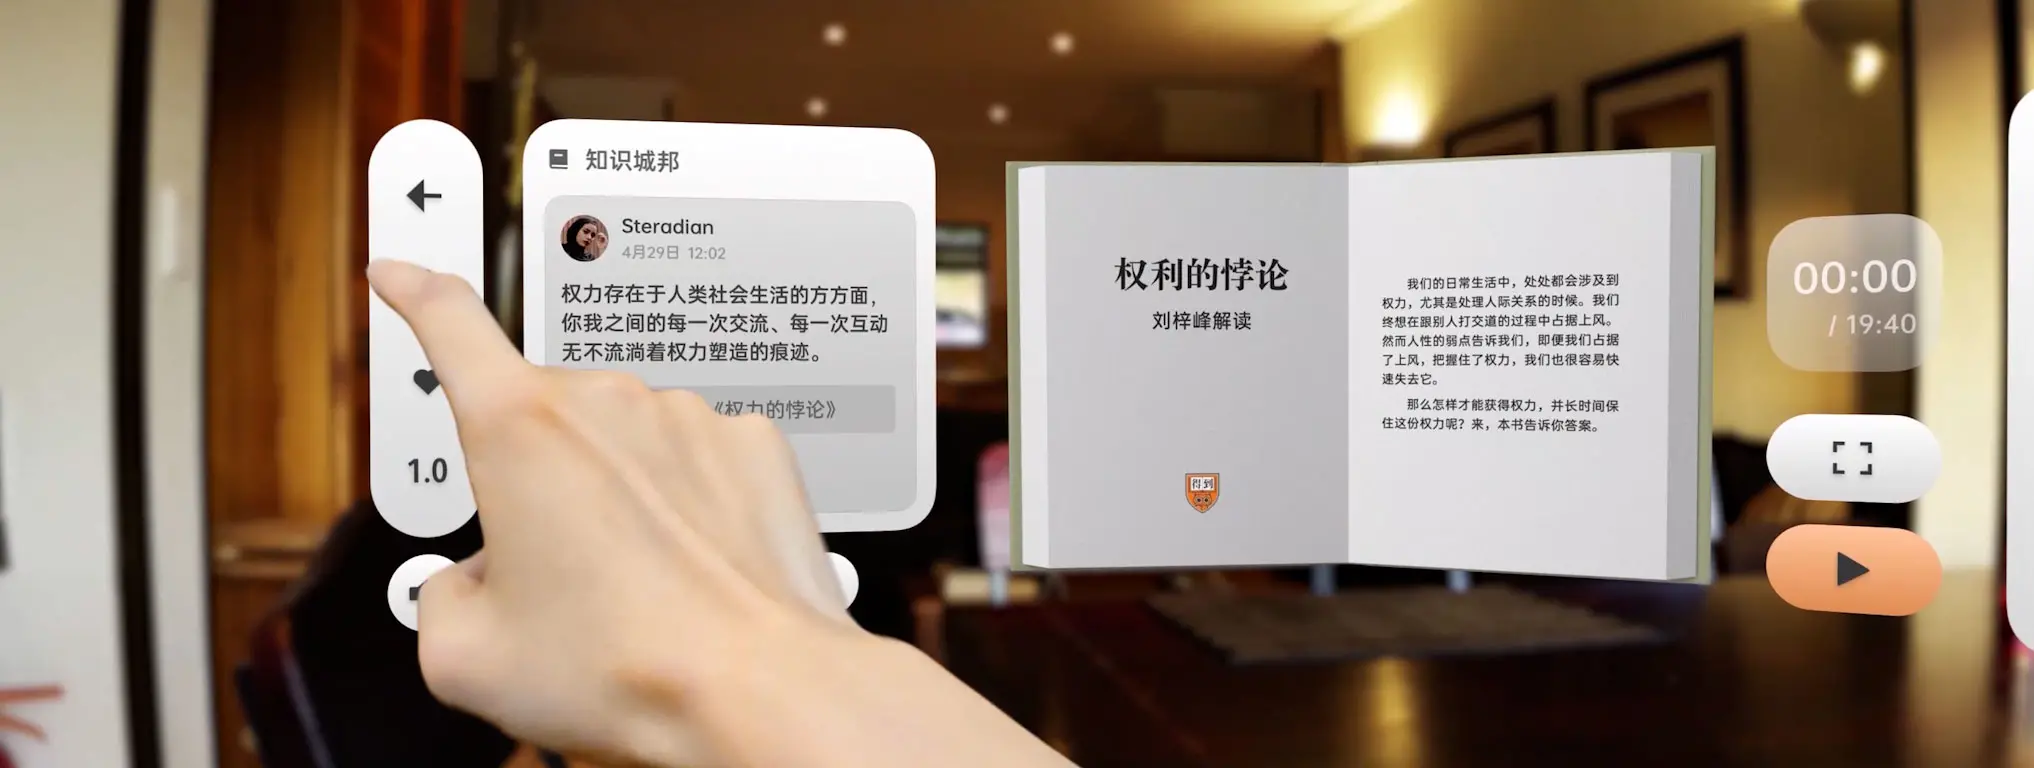 知识城邦
Steradian
4月29日 12:02
权力存在于人类社会生活的方方面，
你我之间的每一次交流、每一次互动
无不流淌着权力塑造的痕迹。
《权力的悖论》
1.0
权利的悖论
刘梓峰解读
得到
我们的日常生活中，处处都会涉及到
权力，尤其是处理人际关系的时候。我们
终想在跟别人打交道的过程中占据上风。
然而人性的弱点告诉我们，即便我们占据
了上风，把握住了权力，我们也很容易快
速失去它。
那么怎样才能获得权力，并长时间保
住这份权力呢？来，本书告诉你答案。
00:00
/ 19:40